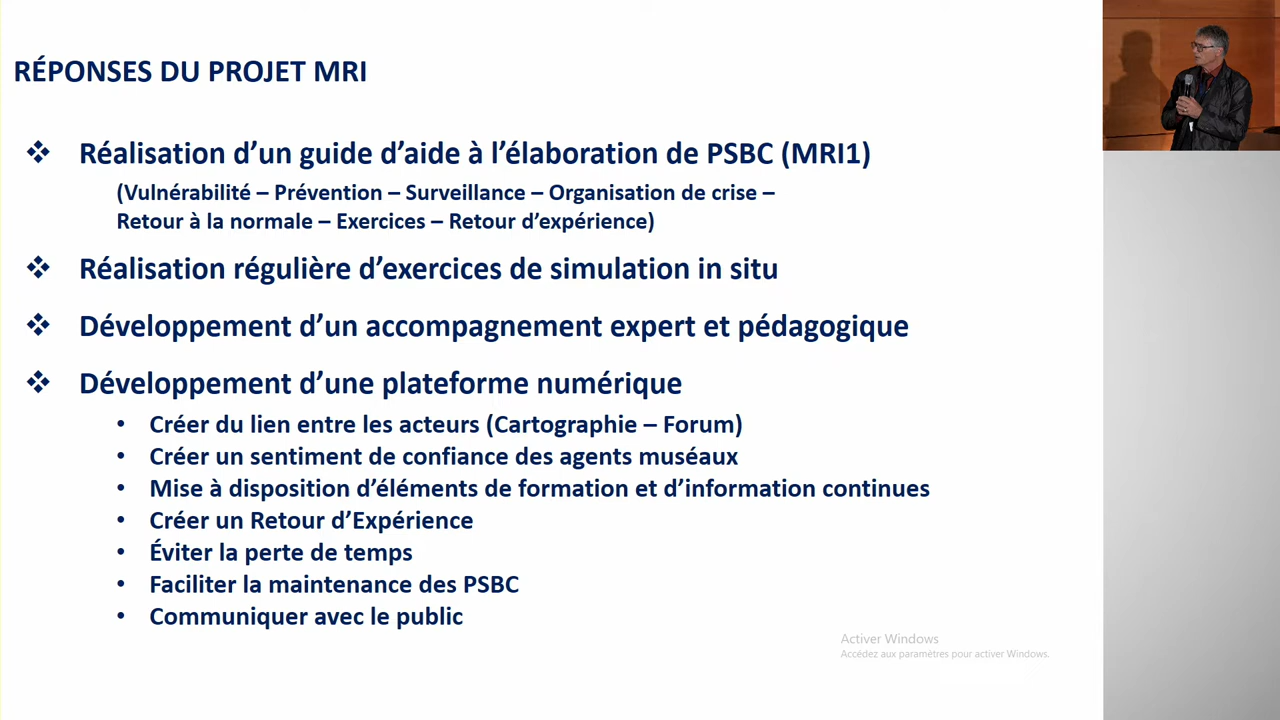 RÉPONSES DU PROJET MRI
❖ Réalisation d’un guide d’aide à l’élaboration de PSBC (MRI1)
(Vulnérabilité – Prévention – Surveillance – Organisation de crise –
Retour à la normale – Exercices – Retour d’expérience)
❖ Réalisation régulière d’exercices de simulation in situ
❖ Développement d’un accompagnement expert et pédagogique
❖ Développement d’une plateforme numérique
• Créer du lien entre les acteurs (Cartographie – Forum)
• Créer un sentiment de confiance des agents muséaux
• Mise à disposition d’éléments de formation et d’information continues
• Créer un Retour d’Expérience
• Éviter la perte de temps
• Faciliter la maintenance des PSBC
• Communiquer avec le public
Activer Windows
Accédez aux paramètres pour activer Windows.